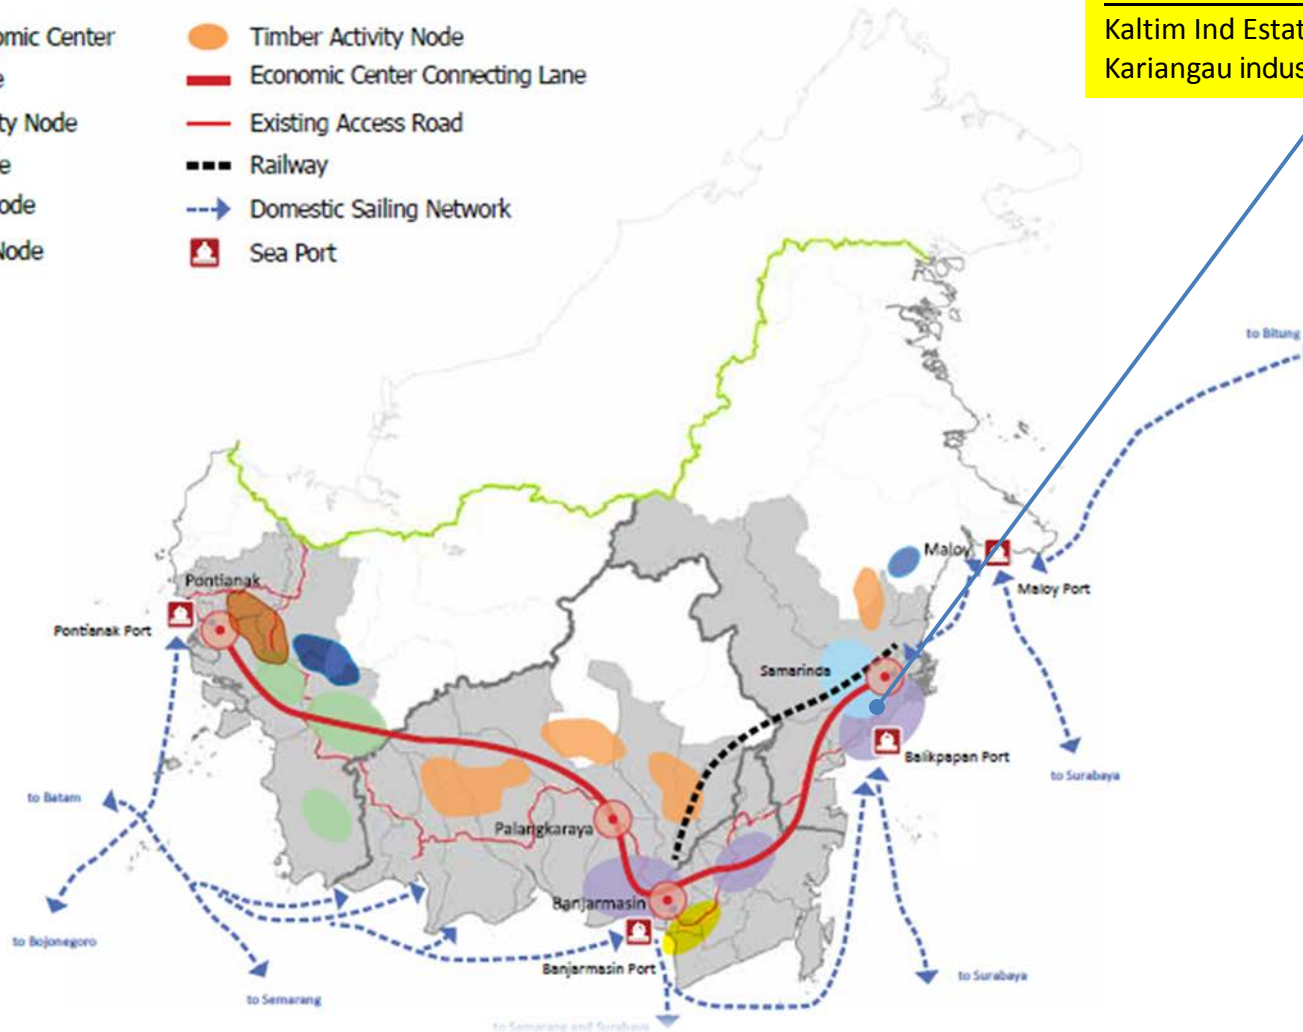 omic Center
e
ty Node
e
ode
Node
Timber Activity Node
Economic Center Connecting Lane
Existing Access Road
Railway
Domestic Sailing Network
Sea Port
Kaltim Ind Estat
Kariangau indus
to Bitung
Maloy
Maloy Port
Pontianak
Pontianak Port
Samarinda
Balikpapan Port
to Surabaya
to Batam
Palangkaraya
Banjarmasin
to Bojonegoro
Banjarmasin Port
to Surabaya
to Semarang
to Semarang and Surabaya